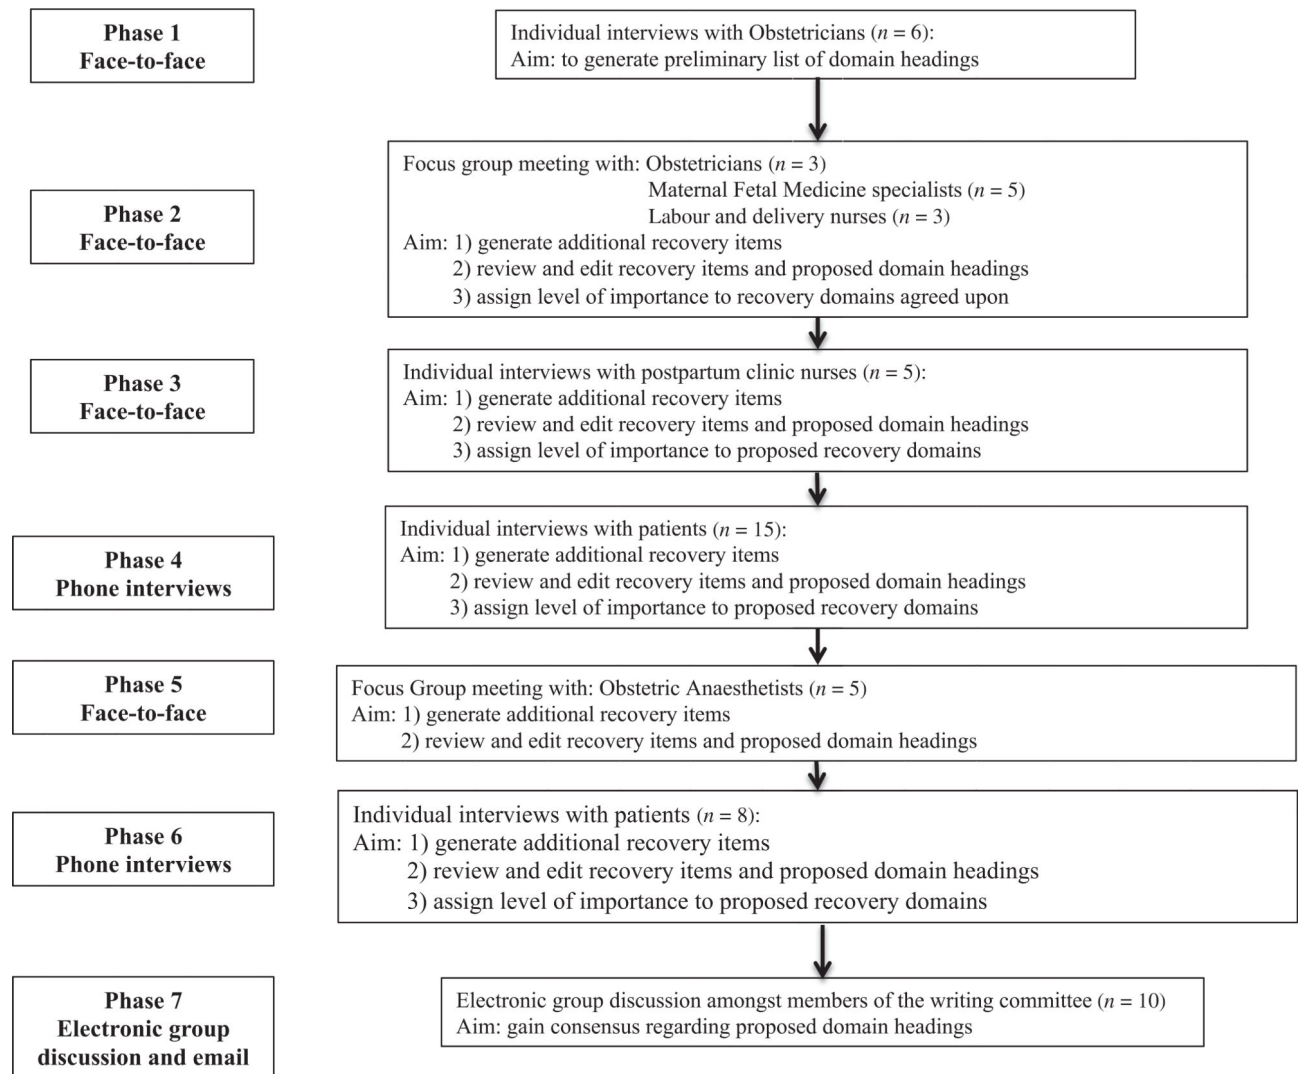 Phase 1
Face-to-face
Individual interviews with Obstetricians (n = 6):
Aim: to generate preliminary list of domain headings
Phase 2
Face-to-face
Focus group meeting with: Obstetricians (n = 3)
Maternal Fetal Medicine specialists (n = 5)
Labour and delivery nurses (n = 3)
Aim: 1) generate additional recovery items
2) review and edit recovery items and proposed domain headings
3) assign level of importance to recovery domains agreed upon
Phase 3
Face-to-face
Individual interviews with postpartum clinic nurses (n = 5):
Aim: 1) generate additional recovery items
2) review and edit recovery items and proposed domain headings
3) assign level of importance to proposed recovery domains
Phase 4
Phone interviews
Individual interviews with patients (n = 15):
Aim: 1) generate additional recovery items
2) review and edit recovery items and proposed domain headings
3) assign level of importance to proposed recovery domains
Phase 5
Face-to-face
Focus Group meeting with: Obstetric Anaesthetists (n = 5)
Aim: 1) generate additional recovery items
2) review and edit recovery items and proposed domain headings
Phase 6
Phone interviews
Individual interviews with patients (n = 8):
Aim: 1) generate additional recovery items
2) review and edit recovery items and proposed domain headings
3) assign level of importance to proposed recovery domains
Phase 7
Electronic group
discussion and email
Electronic group discussion amongst members of the writing committee (n = 10)
Aim: gain consensus regarding proposed domain headings